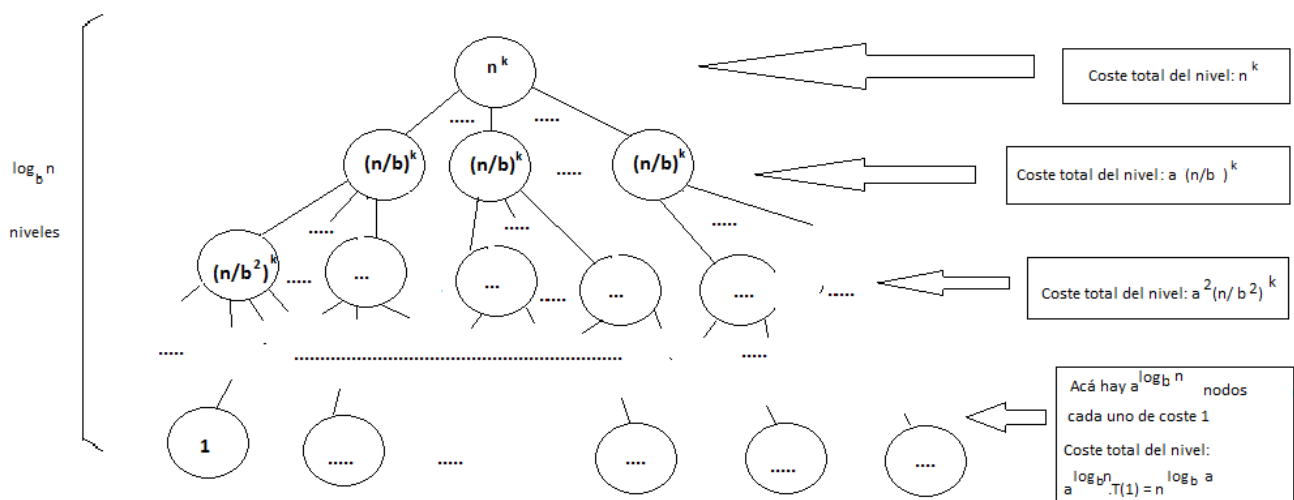 n^k
Coste total del nivel: n^k
..... .....
(n/b)^k (n/b)^k ..... (n/b)^k
Coste total del nivel: a (n/b )^k
log_b n
niveles
..... ..... .....
(n/b^2)^k ..... ... ... ..... ... .... .....
Coste total del nivel: a^2(n/ b^2)^k
..... ................................................................................. .....
Acá hay a^log_b n nodos
cada uno de coste 1
Coste total del nivel:
a^log_b n.T(1) = n^log_b a
1 ..... ..... .... ..... ....